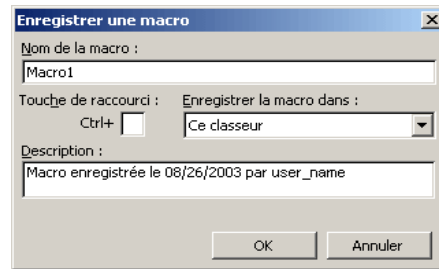 Enregistrer une macro
Nom de la macro :
Macro1
Touche de raccourci : Enregistrer la macro dans :
Ctrl+ Ce classeur
Description :
Macro enregistrée le 08/26/2003 par user_name
OK Annuler